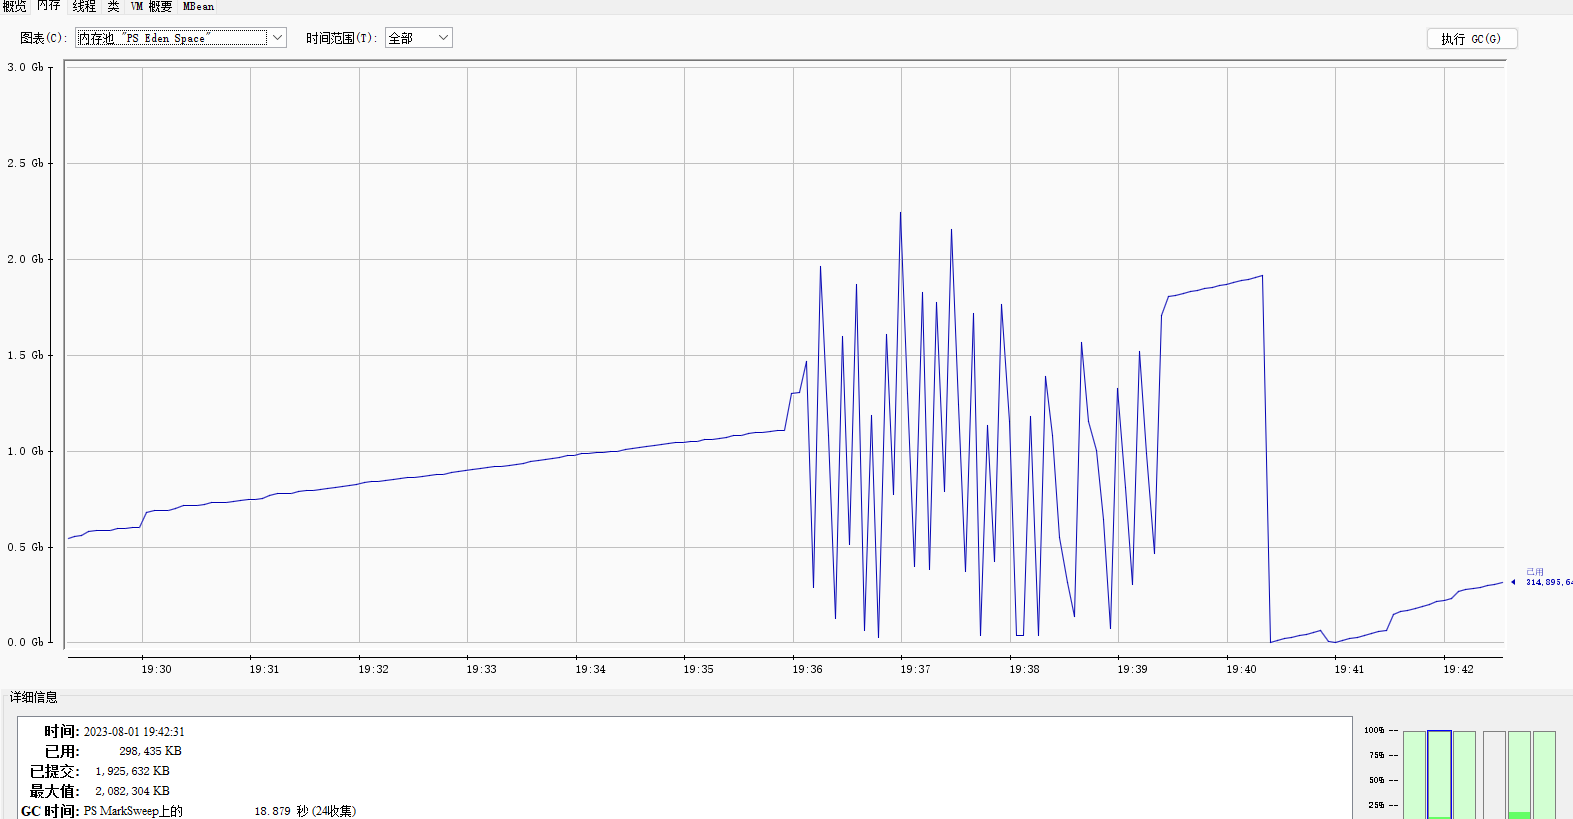 概览 内存 线程 类 VM 概要 MBean
图表(C): 内存池 "PS Eden Space" 时间范围(T): 全部 执行 GC(G)
3.0 Gb
2.5 Gb
2.0 Gb
1.5 Gb
1.0 Gb
0.5 Gb
0.0 Gb
已用
314,895,64
19:30 19:31 19:32 19:33 19:34 19:35 19:36 19:37 19:38 19:39 19:40 19:41 19:42
详细信息
时间: 2023-08-01 19:42:31
已用: 298,435 KB
已提交: 1,925,632 KB
最大值: 2,082,304 KB
GC 时间: PS MarkSweep上的 18.879 秒 (24收集)
100% --
75% --
50% --
25% --